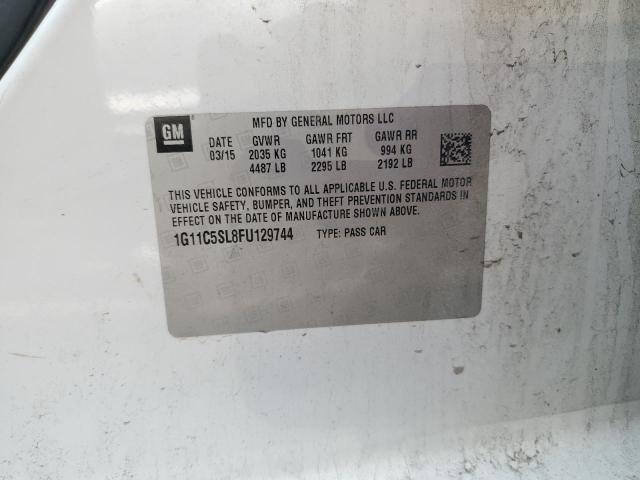 GM
MFD BY GENERAL MOTORS LLC
DATE GVWR GAWR FRT GAWR RR
03/15 2035 KG 1041 KG 994 KG
4487 LB 2295 LB 2192 LB
THIS VEHICLE CONFORMS TO ALL APPLICABLE U.S. FEDERAL MOTOR
VEHICLE SAFETY, BUMPER, AND THEFT PREVENTION STANDARDS IN
EFFECT ON THE DATE OF MANUFACTURE SHOWN ABOVE.
1G11C5SL8FU129744 TYPE: PASS CAR